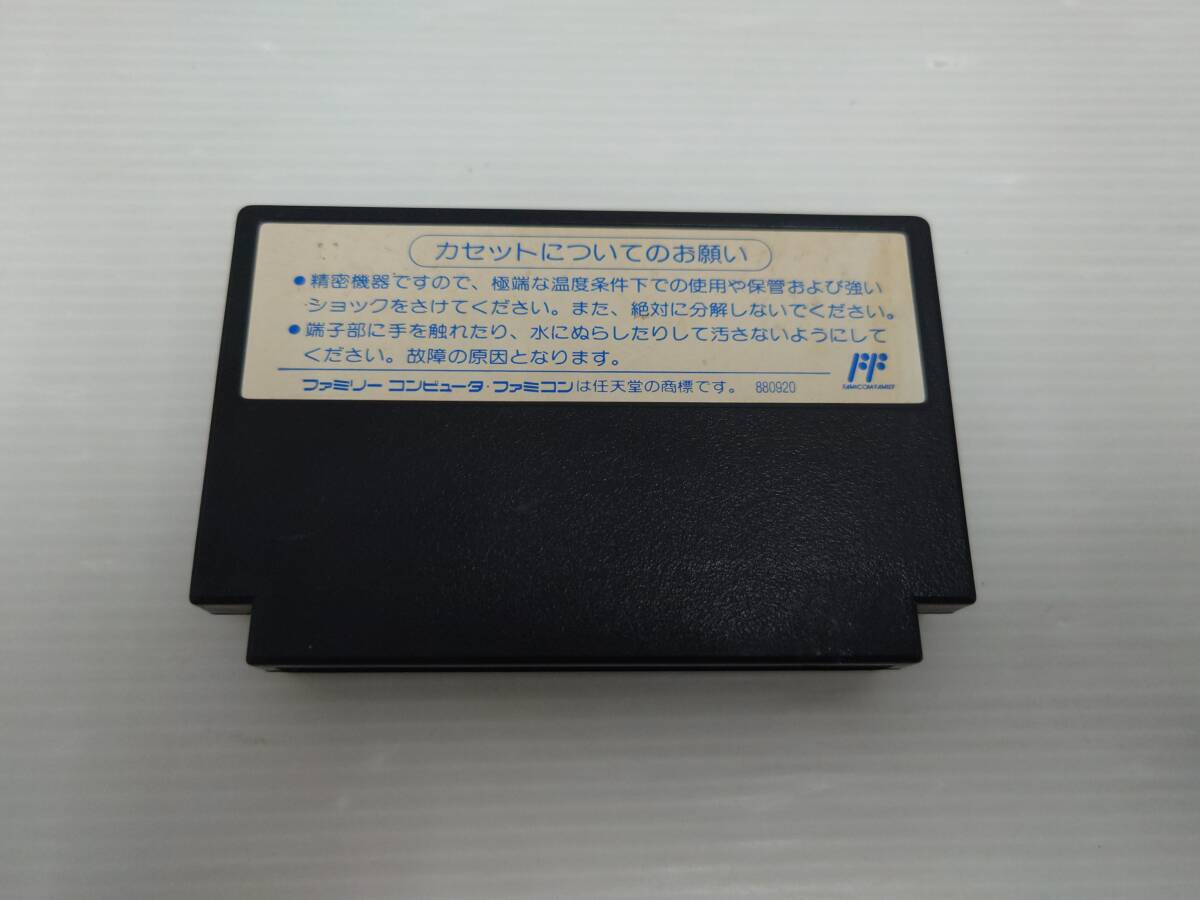 カセットについてのお願い
●精密機器ですので、極端な温度条件下での使用や保管および強い
ショックをさけてください。また、絶対に分解しないでください。
●端子部に手を触れたり、水にぬらしたりして汚さないようにして
ください。故障の原因となります。
ファミリー コンピュータ・ファミコンは任天堂の商標です。 880920
FF
FAMICOM FAMILY